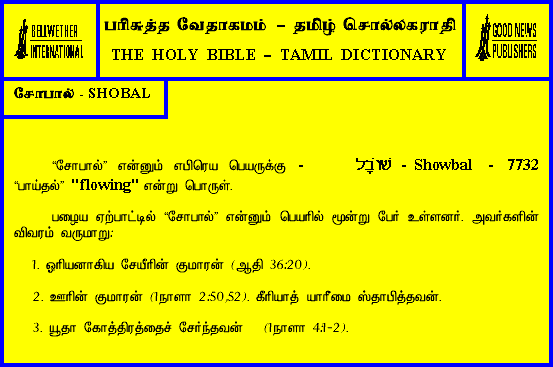 BELLWETHER
INTERNATIONAL
பரிசுத்த வேதாகமம் – தமிழ் சொல்லகராதி
THE HOLY BIBLE – TAMIL DICTIONARY
GOOD NEWS
PUBLISHERS
சோபால் - SHOBAL
“சோபால்” என்னும் எபிரெய பெயருக்கு - שׁוֹבָל - Showbal - 7732
“பாய்தல்” "flowing" என்று பொருள்.
பழைய ஏற்பாட்டில் “சோபால்” என்னும் பெயரில் மூன்று பேர் உள்ளனர். அவர்களின்
விவரம் வருமாறு:
1. ஓரியனாகிய சேயீரின் குமாரன் (ஆதி 36:20).
2. ஊரின் குமாரன் (1நாளா 2:50,52). கீரியாத் யாரீமை ஸ்தாபித்தவன்.
3. யூதா கோத்திரத்தைச் சேர்ந்தவன் (1நாளா 4:1-2).